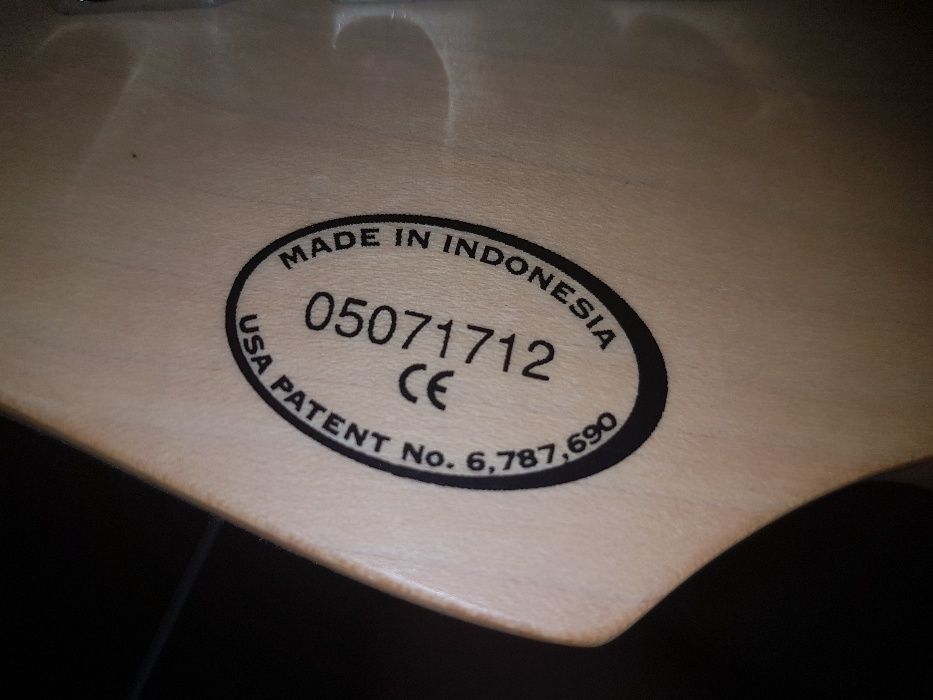 MADE IN INDONESIA
05071712
CE
USA PATENT No. 6,787,690